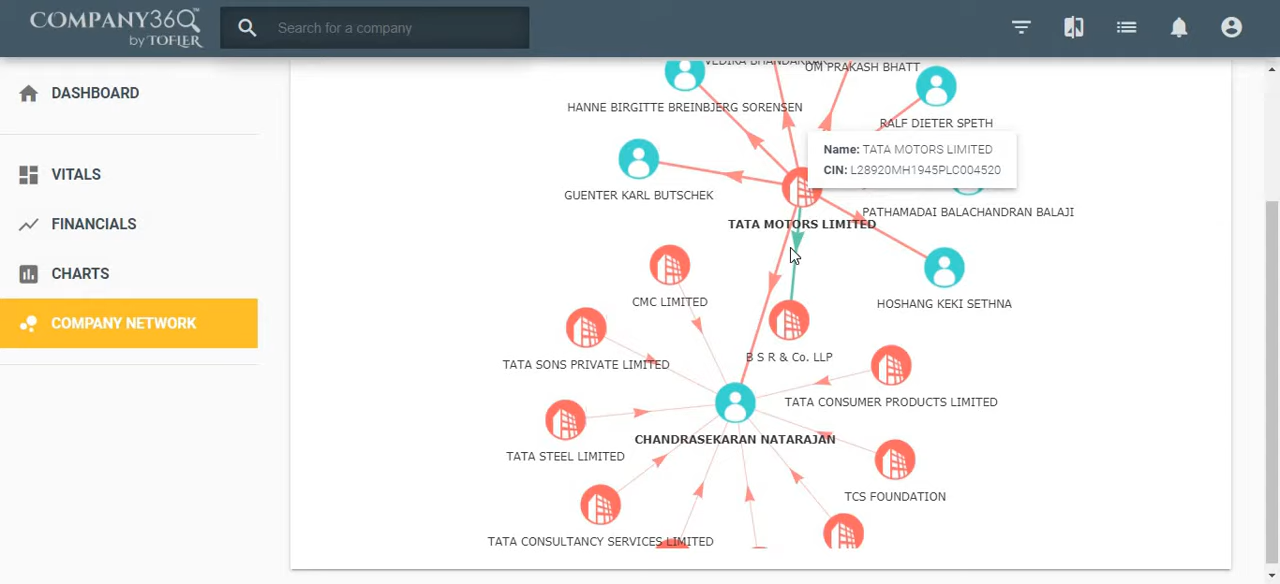 COMPANY360™
by TOFLER
Search for a company
DASHBOARD
VITALS
FINANCIALS
CHARTS
COMPANY NETWORK
OM PRAKASH BHATT
HANNE BIRGITTE BREINBJERG SORENSEN
RALF DIETER SPETH
Name: TATA MOTORS LIMITED
CIN: L28920MH1945PLC004520
GUENTER KARL BUTSCHEK
PATHAMADAI BALACHANDRAN BALAJI
TATA MOTORS LIMITED
CMC LIMITED
HOSHANG KEKI SETHNA
B S R & Co. LLP
TATA SONS PRIVATE LIMITED
TATA CONSUMER PRODUCTS LIMITED
CHANDRASEKARAN NATARAJAN
TATA STEEL LIMITED
TCS FOUNDATION
TATA CONSULTANCY SERVICES LIMITED